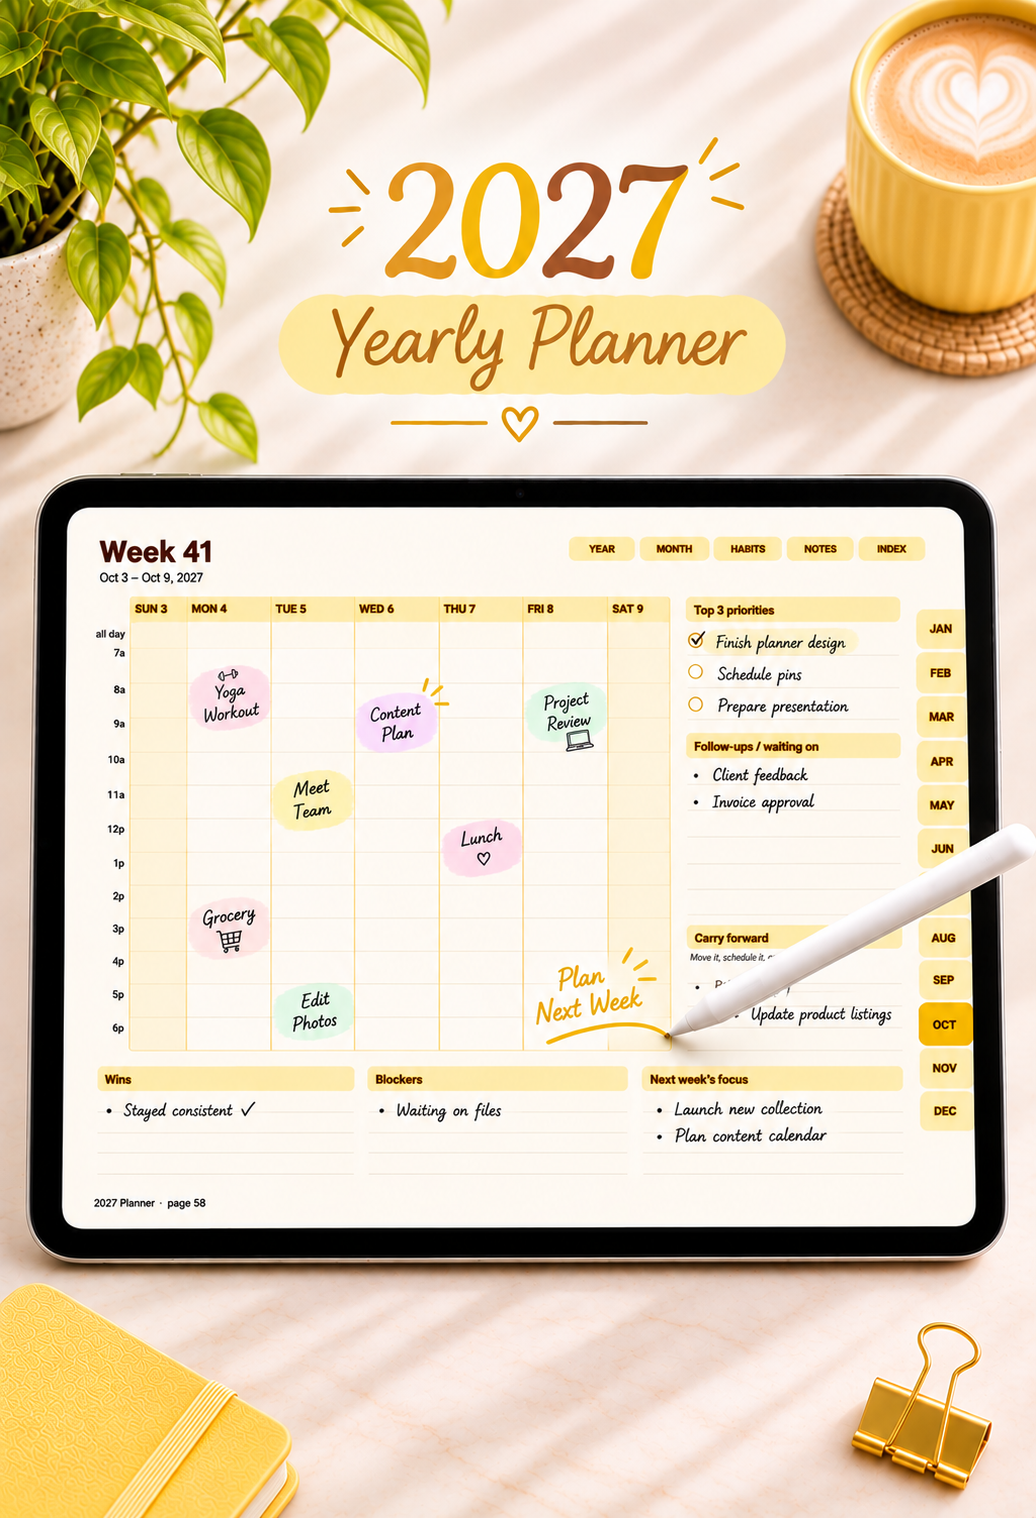 2027
Yearly Planner
Week 41
Oct 3 – Oct 9, 2027
YEAR
MONTH
HABITS
NOTES
INDEX
SUN 3
MON 4
TUE 5
WED 6
THU 7
FRI 8
SAT 9
all day
7a
8a
9a
10a
11a
12p
1p
2p
3p
4p
5p
6p
Yoga
Workout
Content
Plan
Project
Review
Meet
Team
Lunch
Grocery
Edit
Photos
Plan
Next Week
Top 3 priorities
Finish planner design
Schedule pins
Prepare presentation
Follow-ups / waiting on
• Client feedback
• Invoice approval
Carry forward
Move it, schedule it,
Update product listings
JAN
FEB
MAR
APR
MAY
JUN
AUG
SEP
OCT
NOV
DEC
Wins
• Stayed consistent ✓
Blockers
• Waiting on files
Next week's focus
• Launch new collection
• Plan content calendar
2027 Planner · page 58